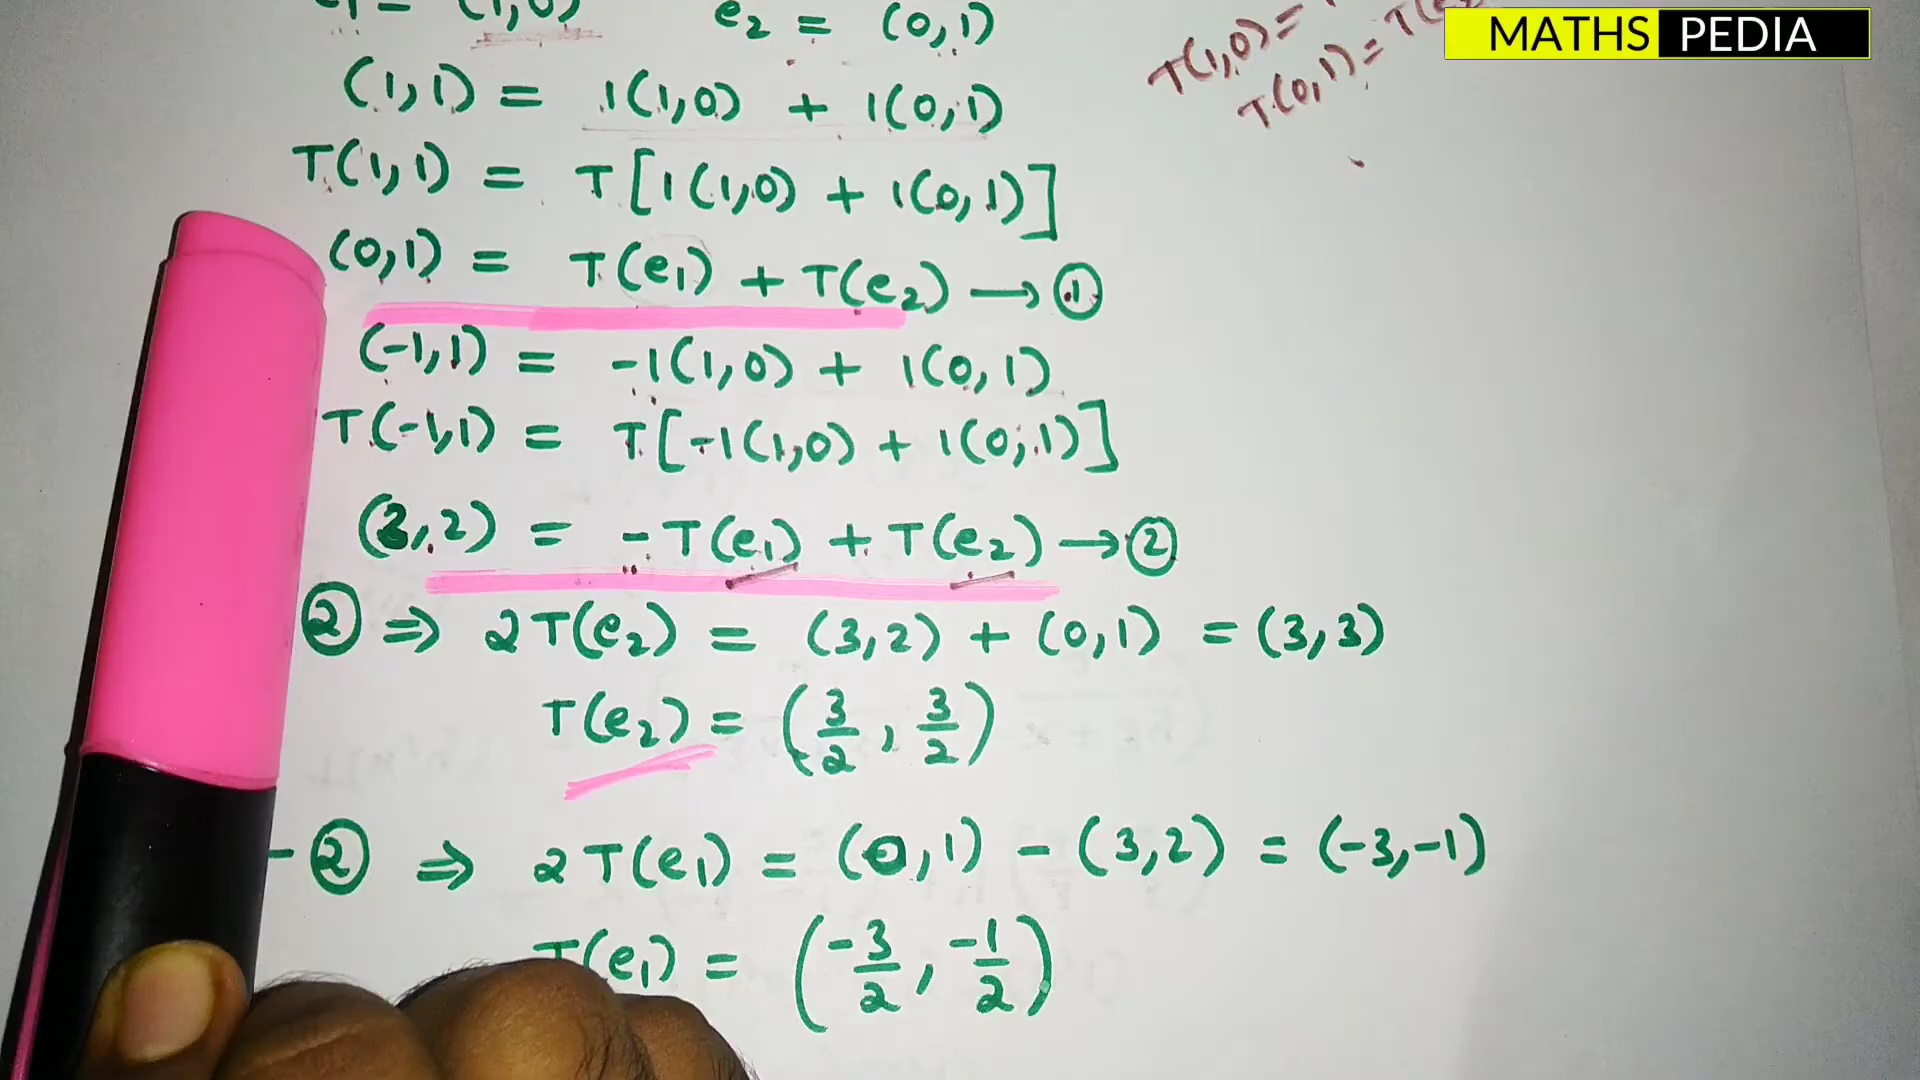 e₁ = (1,0) e₂ = (0,1)
T(1,0) =
T(0,1) = T(e₂
MATHS PEDIA
(1,1) = 1(1,0) + 1(0,1)
T(1,1) = T[1(1,0) + 1(0,1)]
(0,1) = T(e₁) + T(e₂) → ①
(-1,1) = -1(1,0) + 1(0,1)
T(-1,1) = T[-1(1,0) + 1(0,1)]
(3,2) = -T(e₁) + T(e₂) → ②
② ⇒ 2T(e₂) = (3,2) + (0,1) = (3,3)
T(e₂) = (3/2, 3/2)
- ② ⇒ 2T(e₁) = (0,1) - (3,2) = (-3,-1)
T(e₁) = (-3/2, -1/2)